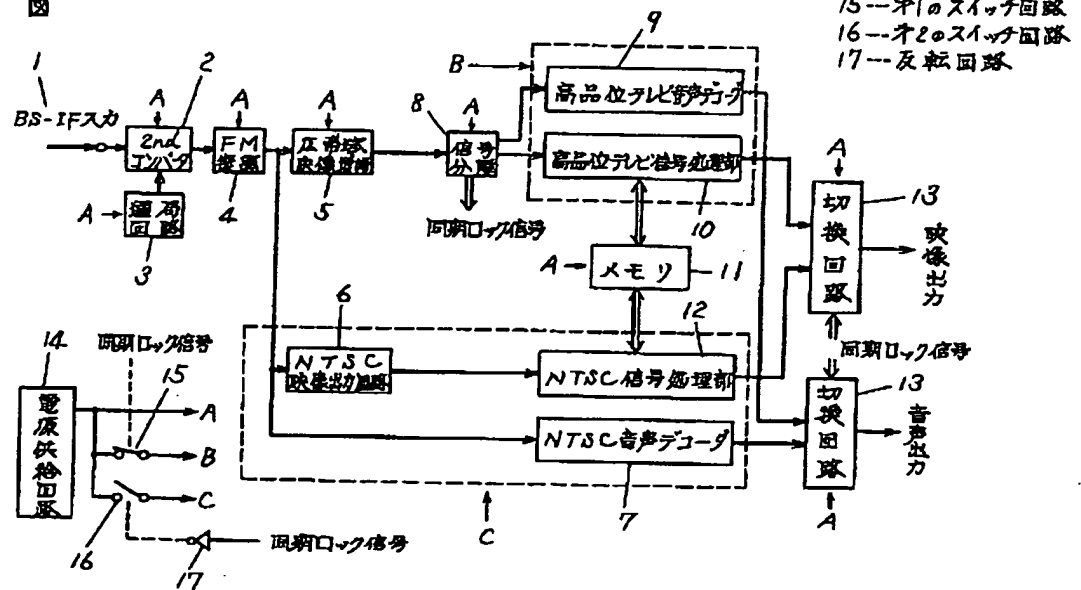 図
15---才1のスイッチ回路
16---才2のスイッチ回路
17---反転回路
1
BS-IF入力
A
2
2nd
コンバータ
A
選局
回路
3
A
FM
検波
4
A
広帯域
映像増幅
5
8
A
信号
分離
同期ロック信号
B
9
高品位テレビ音声デコーダ
高品位テレビ信号処理部
10
A
メモリ
11
A
13
切換回路
映像出力
同期ロック信号
13
切換回路
音声出力
A
6
NTSC
映像出力回路
12
NTSC信号処理部
NTSC音声デコーダ
7
C
14
電源供給回路
同期ロック信号
15
A
B
C
16
17
同期ロック信号